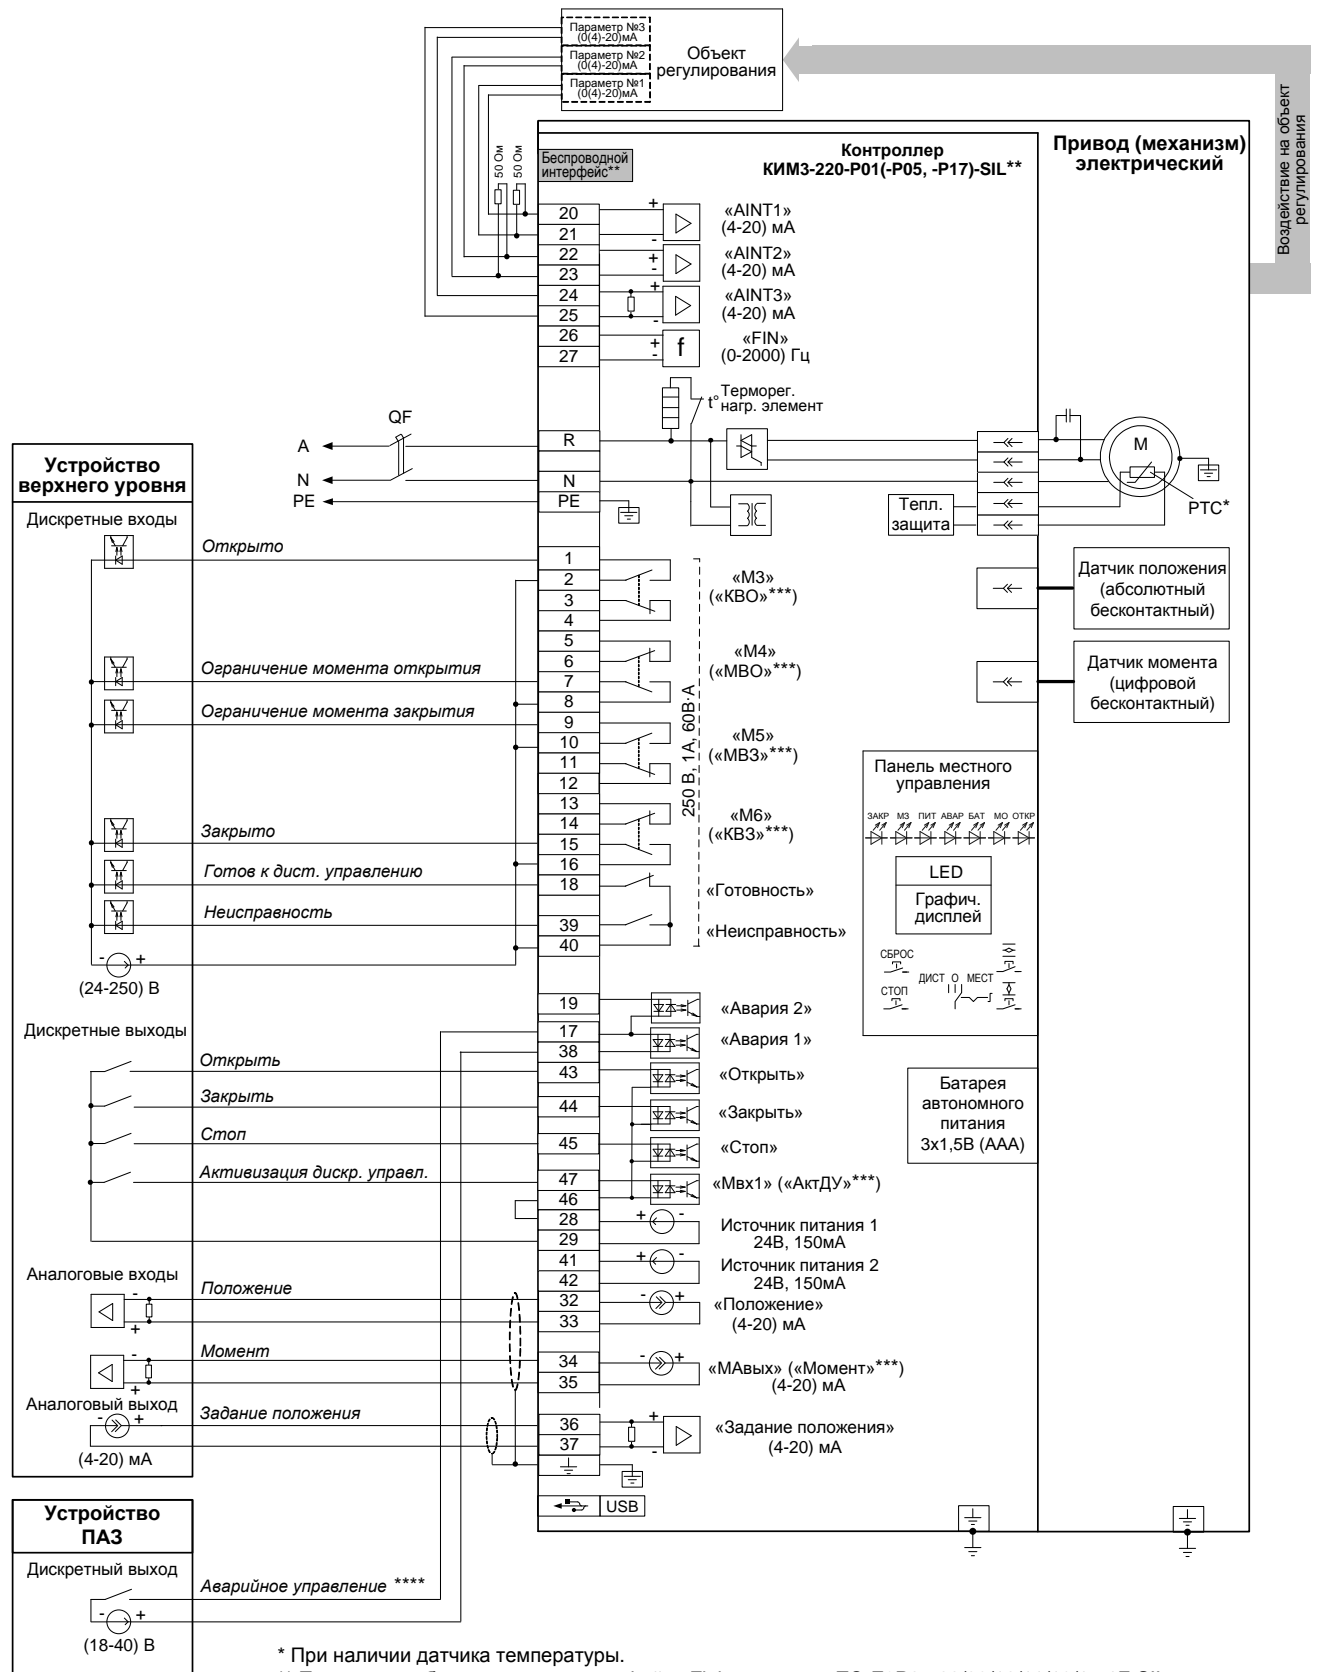 Параметр №3
(0(4)-20)мА
Параметр №2
(0(4)-20)мА
Параметр №1
(0(4)-20)мА
Объект
регулирования
Воздействие на объект
регулирования
50 Ом
50 Ом
Беспроводной
интерфейс**
Контроллер
КИМ3-220-Р01(-Р05, -Р17)-SIL**
Привод (механизм)
электрический
20
21
22
23
24
25
26
27
+
-
«AINT1»
(4-20) мА
+
-
«AINT2»
(4-20) мА
+
-
«AINT3»
(4-20) мА
+
-
f
«FIN»
(0-2000) Гц
t°
Терморег.
нагр. элемент
QF
A
N
PE
R
N
PE
M
PTC*
Тепл.
защита
Устройство
верхнего уровня
Дискретные входы
Открыто
Ограничение момента открытия
Ограничение момента закрытия
Закрыто
Готов к дист. управлению
Неисправность
- +
(24-250) В
1
2
3
4
5
6
7
8
9
10
11
12
13
14
15
16
18
39
40
«М3»
(«КВО»***)
«М4»
(«МВО»***)
«М5»
(«МВЗ»***)
«М6»
(«КВЗ»***)
«Готовность»
«Неисправность»
250 В, 1А, 60В·А
Датчик положения
(абсолютный
бесконтактный)
Датчик момента
(цифровой
бесконтактный)
Панель местного
управления
ЗАКР МЗ ПИТ АВАР БАТ МО ОТКР
LED
Графич.
дисплей
СБРОС
СТОП
ДИСТ О МЕСТ
Батарея
автономного
питания
3х1,5В (ААА)
Дискретные выходы
Открыть
Закрыть
Стоп
Активизация дискр. управл.
19
17
38
43
44
45
47
46
28
29
41
42
32
33
34
35
36
37
«Авария 2»
«Авария 1»
«Открыть»
«Закрыть»
«Стоп»
«Мвх1» («АктДУ»***)
+ -
Источник питания 1
24В, 150мА
+ -
Источник питания 2
24В, 150мА
- +
«Положение»
(4-20) мА
- +
«МАвых» («Момент»***)
(4-20) мА
+
-
«Задание положения»
(4-20) мА
Аналоговые входы
Положение
-
+
Момент
-
+
Аналоговый выход
Задание положения
- +
(4-20) мА
USB
Устройство
ПАЗ
Дискретный выход
Аварийное управление ****
- +
(18-40) В
* При наличии датчика температуры.